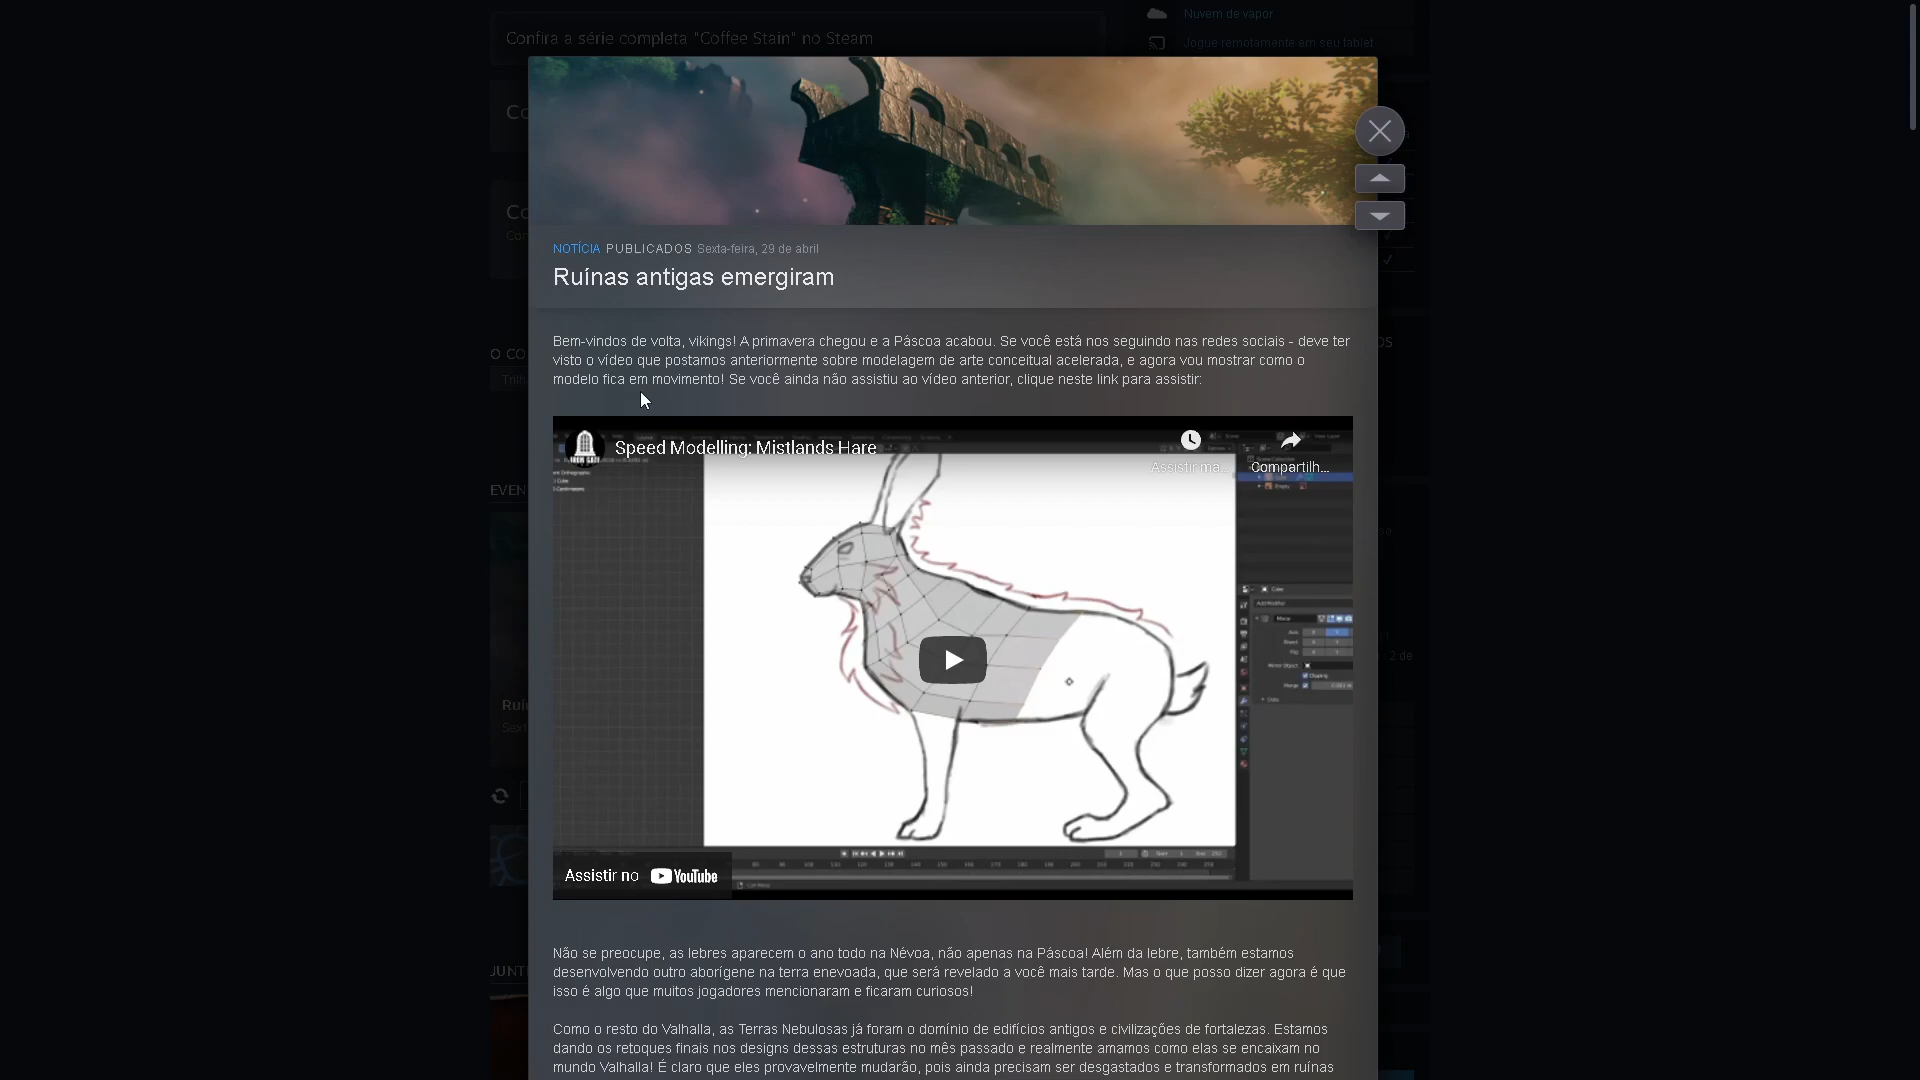 Nuvem de vapor
Confira a série completa "Coffee Stain" no Steam
Jogue remotamente em seu tablet
NOTÍCIA PUBLICADOS Sexta-feira, 29 de abril
Ruínas antigas emergiram
Bem-vindos de volta, vikings! A primavera chegou e a Páscoa acabou. Se você está nos seguindo nas redes sociais - deve ter
visto o vídeo que postamos anteriormente sobre modelagem de arte conceitual acelerada, e agora vou mostrar como o
modelo fica em movimento! Se você ainda não assistiu ao vídeo anterior, clique neste link para assistir:
Speed Modelling: Mistlands Hare
Assistir ma...
Compartilh...
Assistir no YouTube
Não se preocupe, as lebres aparecem o ano todo na Névoa, não apenas na Páscoa! Além da lebre, também estamos
desenvolvendo outro aborígene na terra enevoada, que será revelado a você mais tarde. Mas o que posso dizer agora é que
isso é algo que muitos jogadores mencionaram e ficaram curiosos!
Como o resto do Valhalla, as Terras Nebulosas já foram o domínio de edifícios antigos e civilizações de fortalezas. Estamos
dando os retoques finais nos designs dessas estruturas no mês passado e realmente amamos como elas se encaixam no
mundo Valhalla! É claro que eles provavelmente mudarão, pois ainda precisam ser desgastados e transformados em ruínas